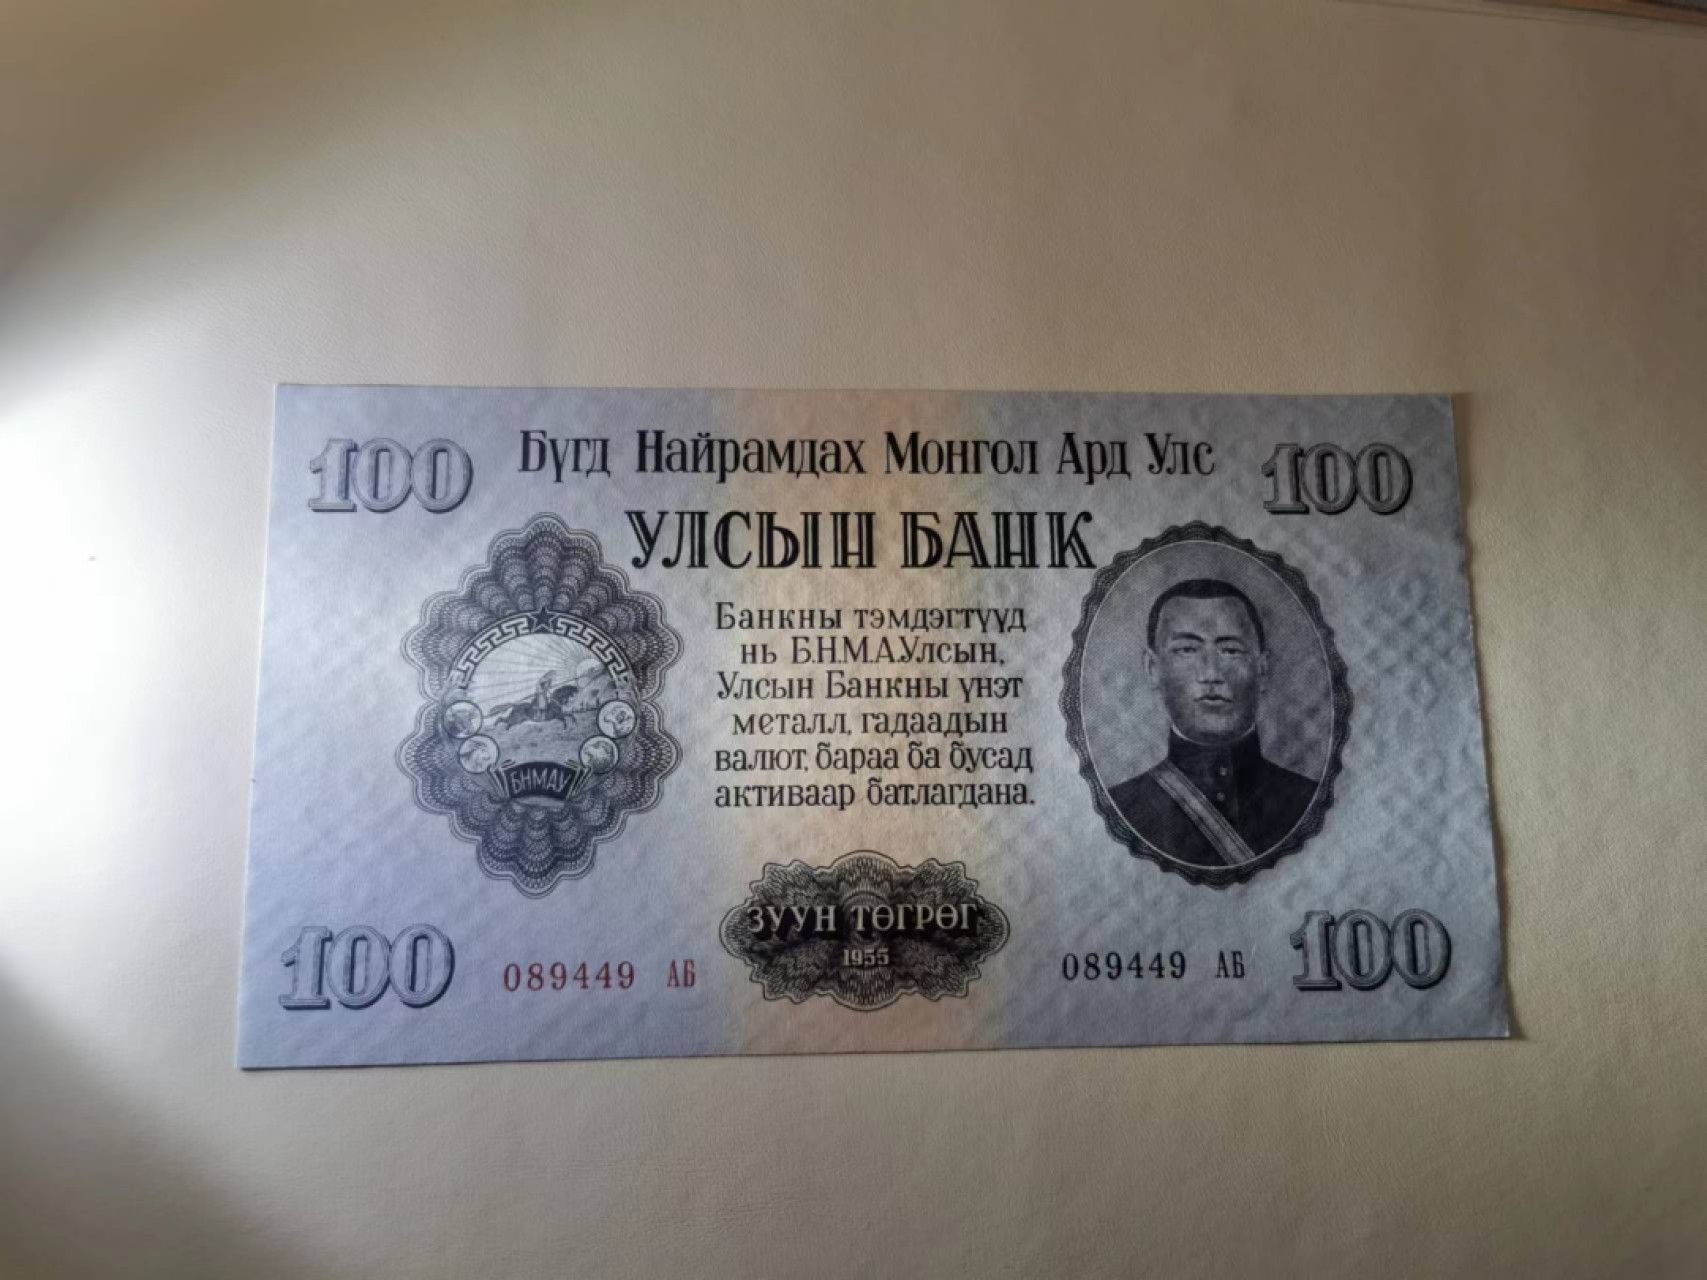 100 Бүгд Найрамдах Монгол Ард Улс 100
УЛСЫН БАНК
Банкны тэмдэгтүүд
нь Б.Н.М.А.Улсын,
Улсын Банкны үнэт
металл, гадаадын
валют, бараа ба бусад
активаар батлагдана.
БНМАУ
ЗУУН ТӨГРӨГ
1955
100 089449 АБ 089449 АБ 100